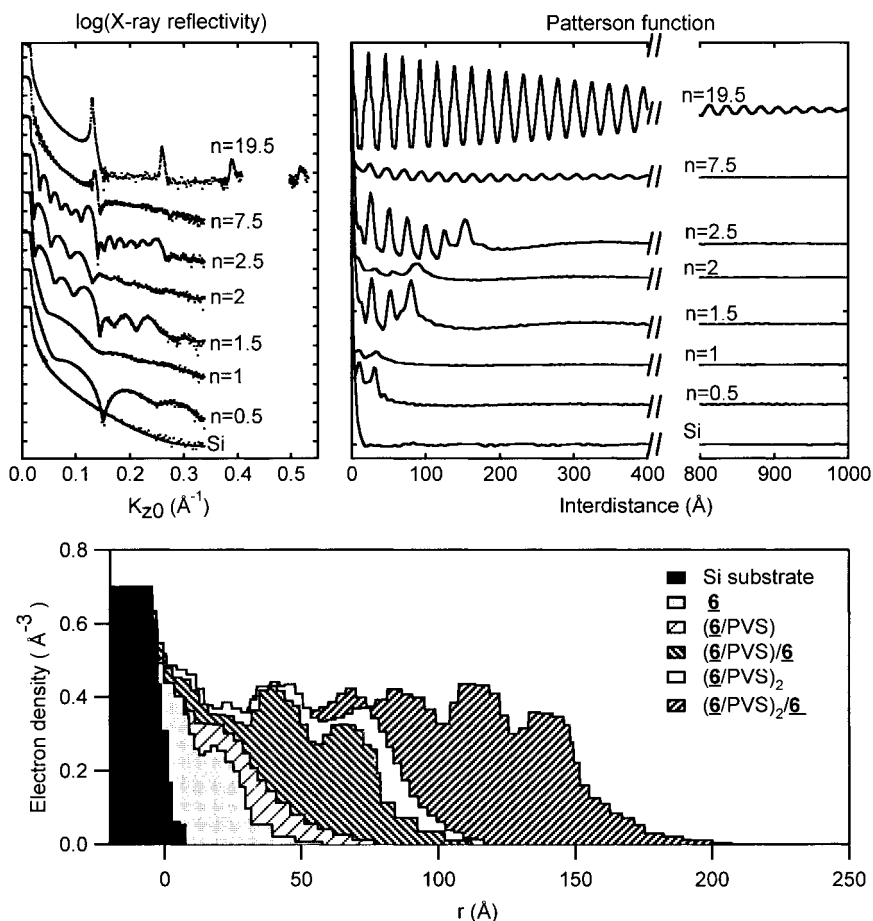 log(X-ray reflectivity)
n=19.5
n=7.5
n=2.5
n=2
n=1.5
n=1
n=0.5
Si
0.0 0.1 0.2 0.3 0.4 0.5
Kz0 (Å-1)
Patterson function
n=19.5
n=7.5
n=2.5
n=2
n=1.5
n=1
n=0.5
Si
0 100 200 300 400 800 900 1000
Interdistance (Å)
0.8
0.6
0.4
0.2
0.0
Electron density ( Å-3)
Si substrate
6
(6/PVS)
(6/PVS)/6
(6/PVS)2
(6/PVS)2/6
0 50 100 150 200 250
r (Å)